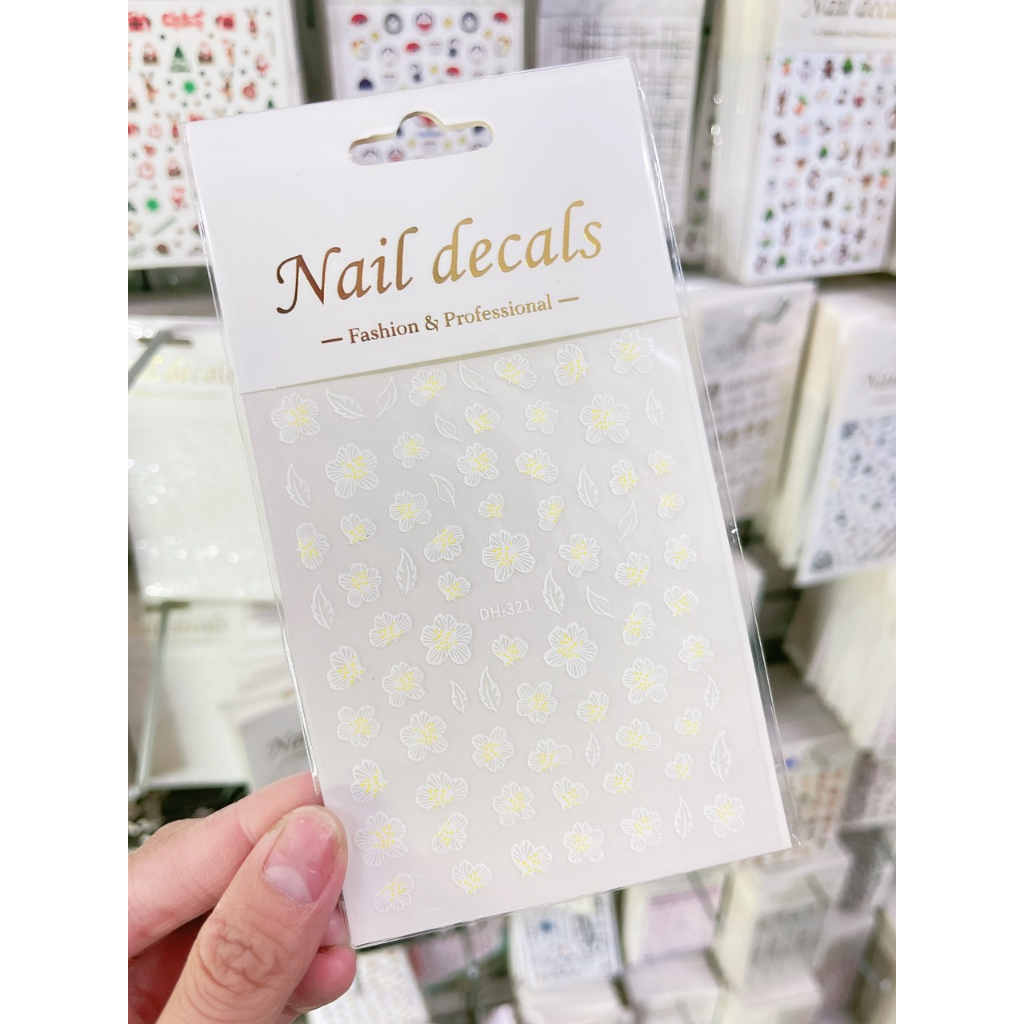 Nail decals
— Fashion & Professional —
DH-321